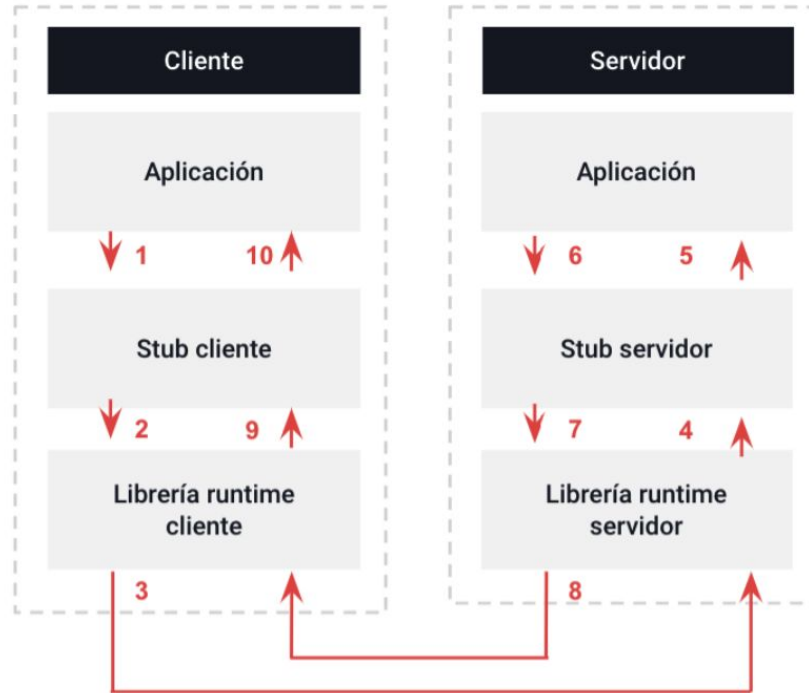 Cliente
Aplicación
1
10
Stub cliente
2
9
Librería runtime
cliente
3
Servidor
Aplicación
6
5
Stub servidor
7
4
Librería runtime
servidor
8